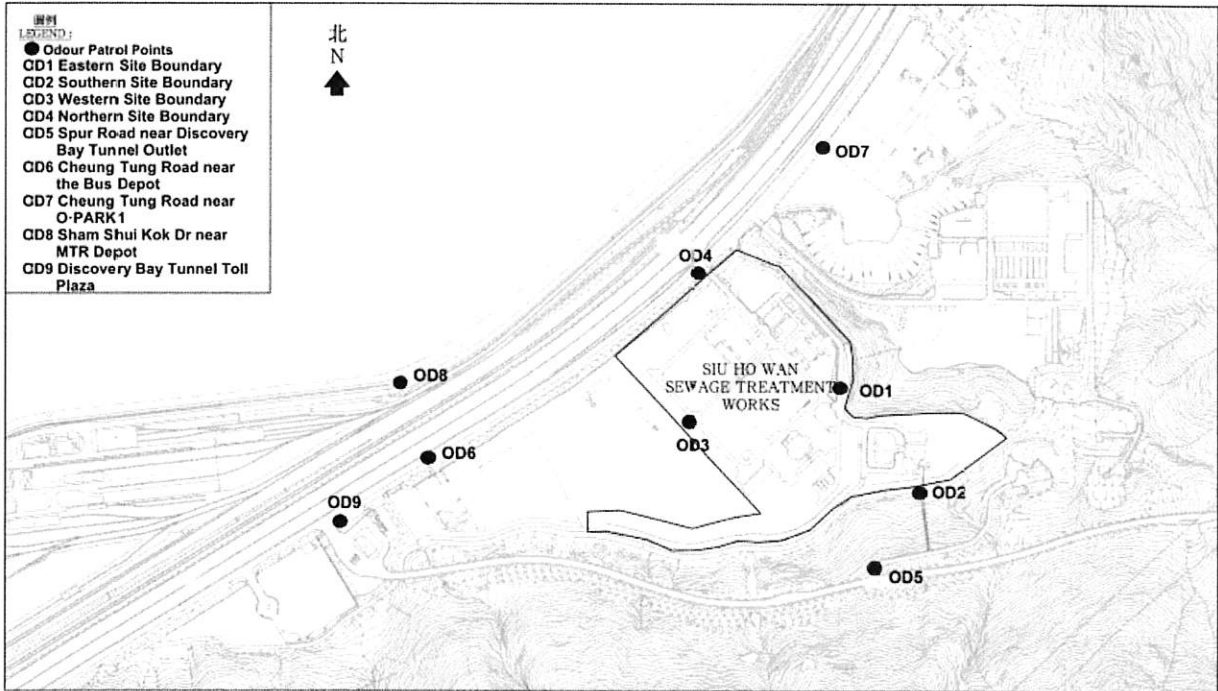 圖例
LEGEND :
Odour Patrol Points
OD1 Eastern Site Boundary
OD2 Southern Site Boundary
OD3 Western Site Boundary
OD4 Northern Site Boundary
OD5 Spur Road near Discovery
Bay Tunnel Outlet
OD6 Cheung Tung Road near
the Bus Depot
OD7 Cheung Tung Road near
O·PARK1
OD8 Sham Shui Kok Dr near
MTR Depot
OD9 Discovery Bay Tunnel Toll
Plaza
北
N
OD7
OD4
OD8
SIU HO WAN
SEWAGE TREATMENT
WORKS
OD1
OD3
OD6
OD2
OD9
OD5